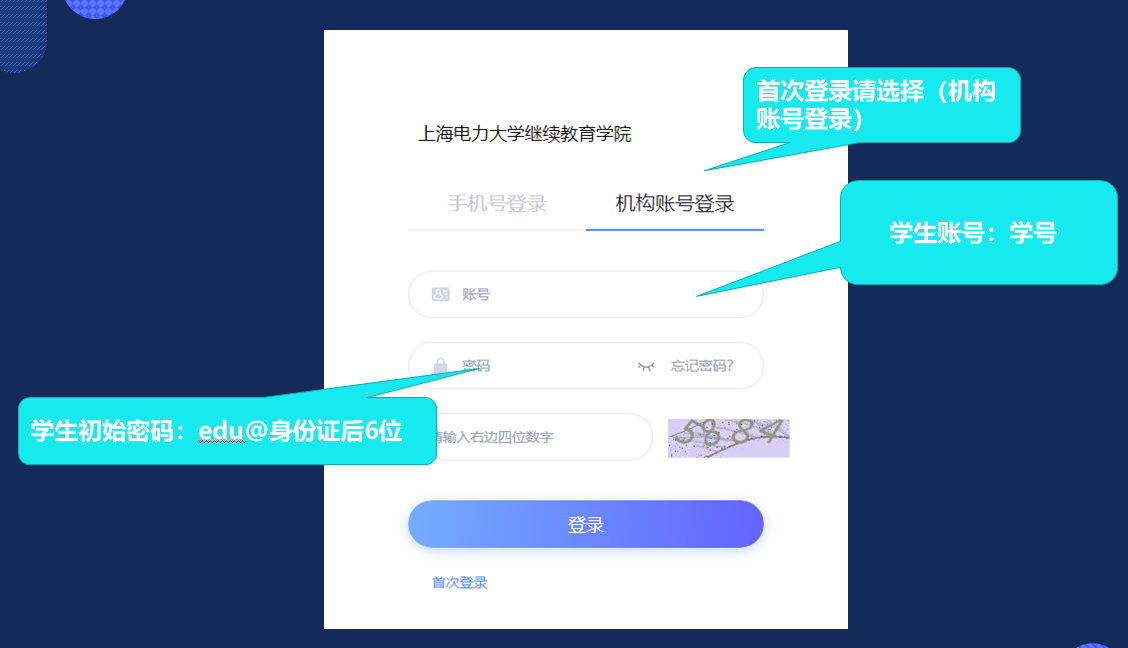 首次登录请选择（机构
账号登录）
上海电力大学继续教育学院
手机号登录
机构账号登录
学生账号：学号
账号
密码
忘记密码?
学生初始密码：edu@身份证后6位
请输入右边四位数字
5884
登录
首次登录